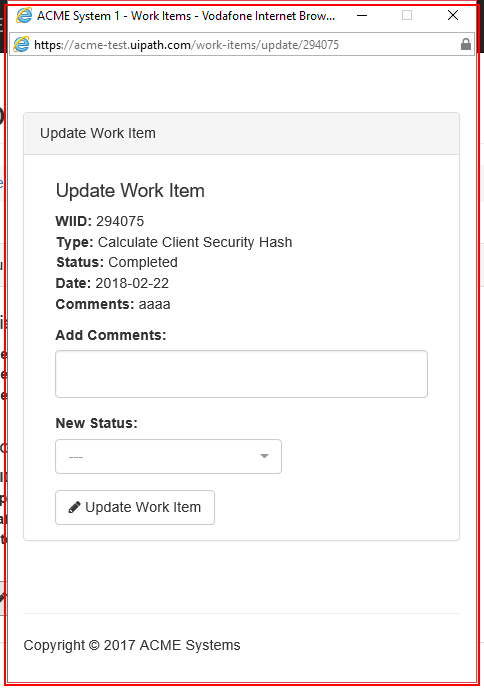 ACME System 1 - Work Items - Vodafone Internet Brow...
https://acme-test.uipath.com/work-items/update/294075
Update Work Item
Update Work Item
WIID: 294075
Type: Calculate Client Security Hash
Status: Completed
Date: 2018-02-22
Comments: aaaa
Add Comments:
New Status:
---
Update Work Item
Copyright © 2017 ACME Systems